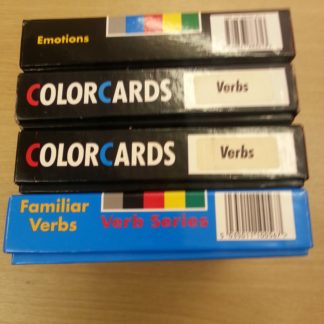 Emotions
COLORCARDS
Verbs
COLORCARDS
Verbs
Familiar
Verbs
Verb Series